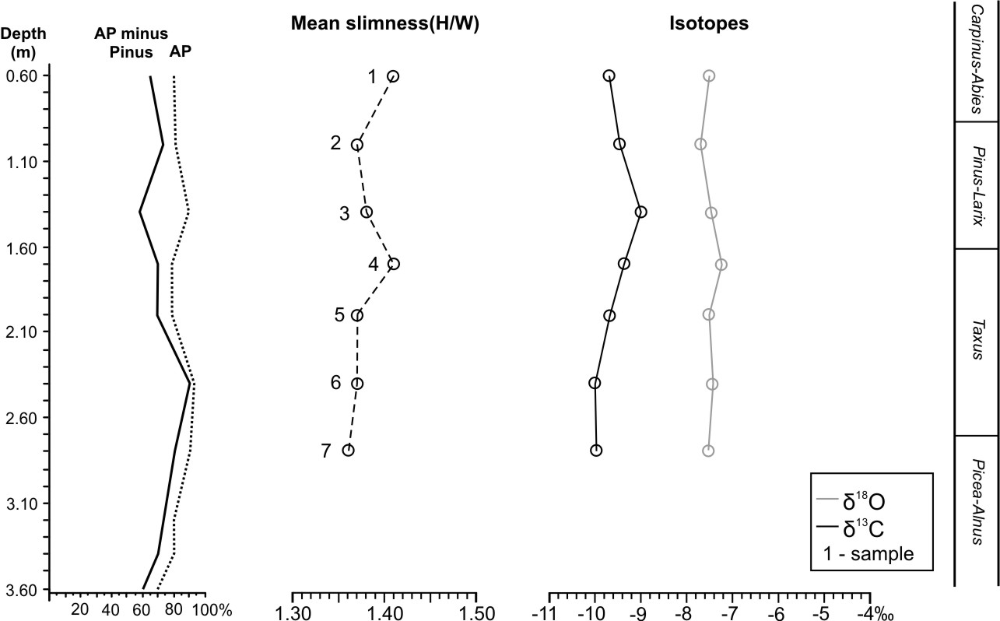 Depth
(m)
AP minus
Pinus
AP
Mean slimness(H/W)
Isotopes
0.60
1.10
1.60
2.10
2.60
3.10
3.60
20 40 60 80 100%
1
2
3
4
5
6
7
1.30 1.40 1.50
-11 -10 -9 -8 -7 -6 -5 -4‰
δ¹⁸O
δ¹³C
1 - sample
Carpinus-Abies
Pinus-Larix
Taxus
Picea-Alnus